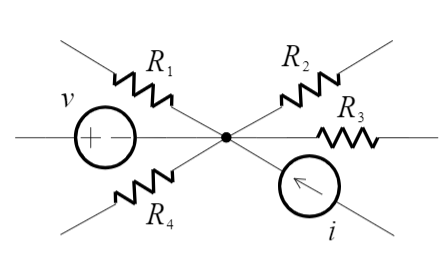 R₁
R₂
v
R₃
+ −
R₄
i